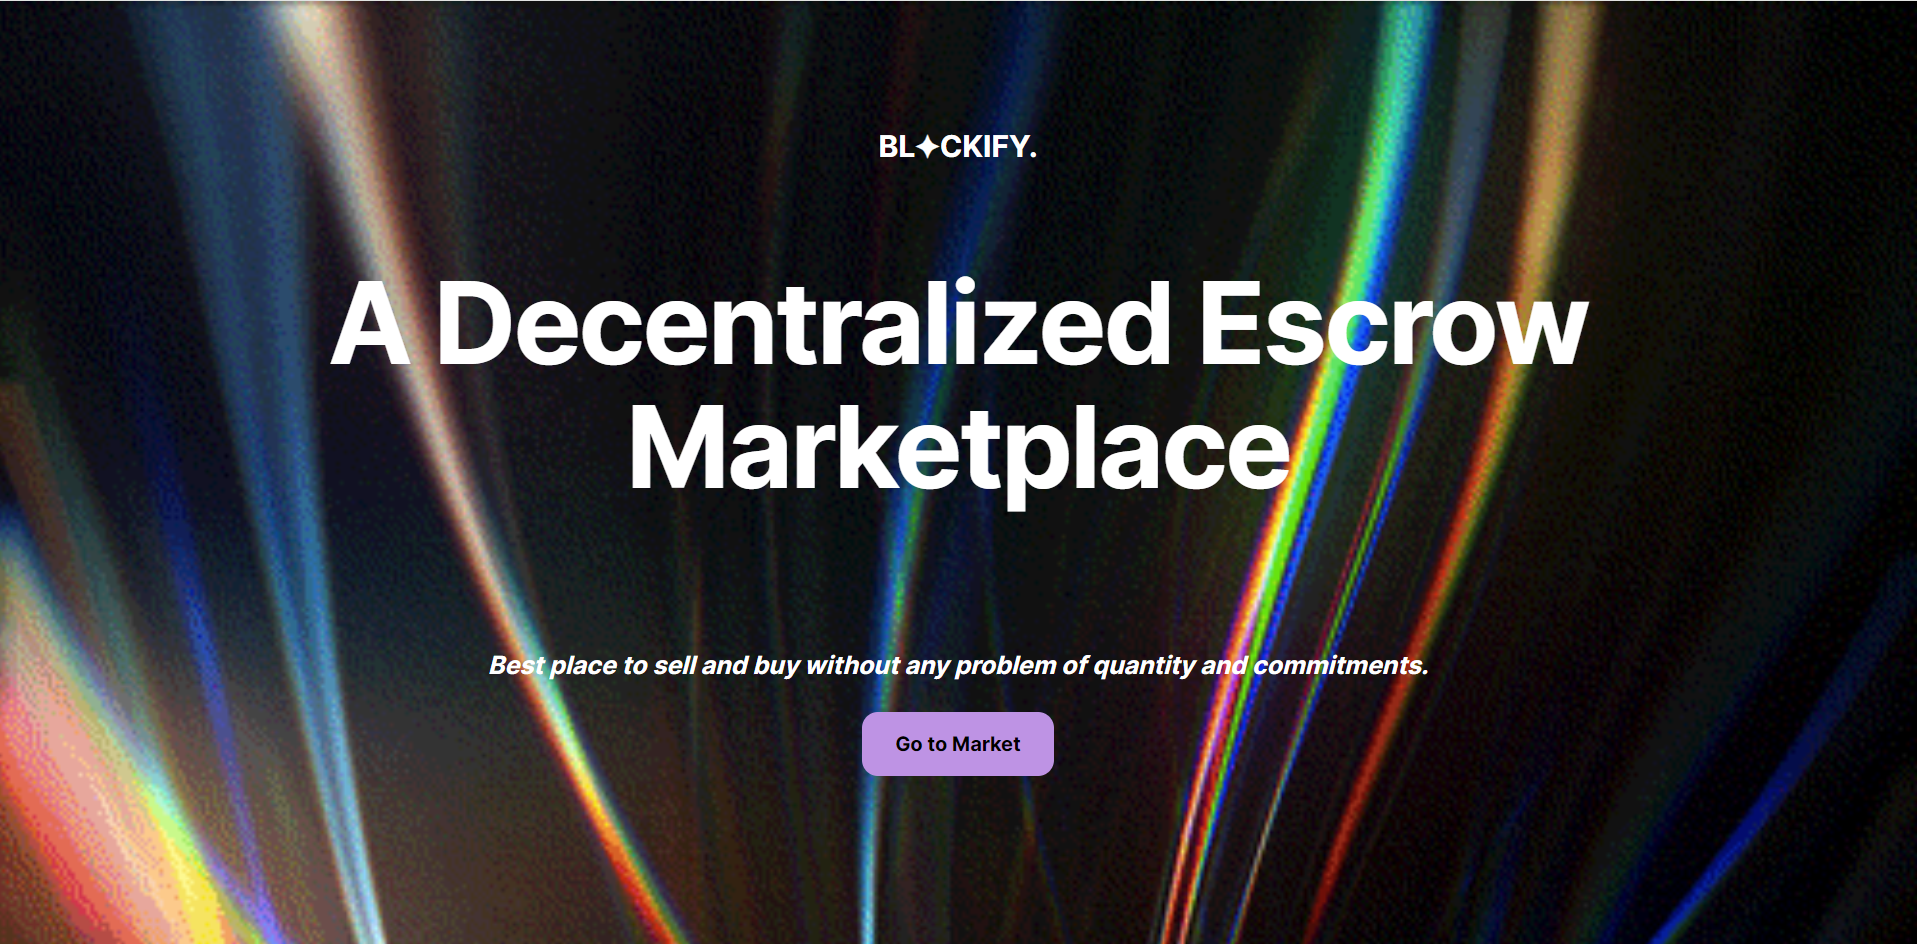 BL✦CKIFY.
A Decentralized Escrow
Marketplace
Best place to sell and buy without any problem of quantity and commitments.
Go to Market